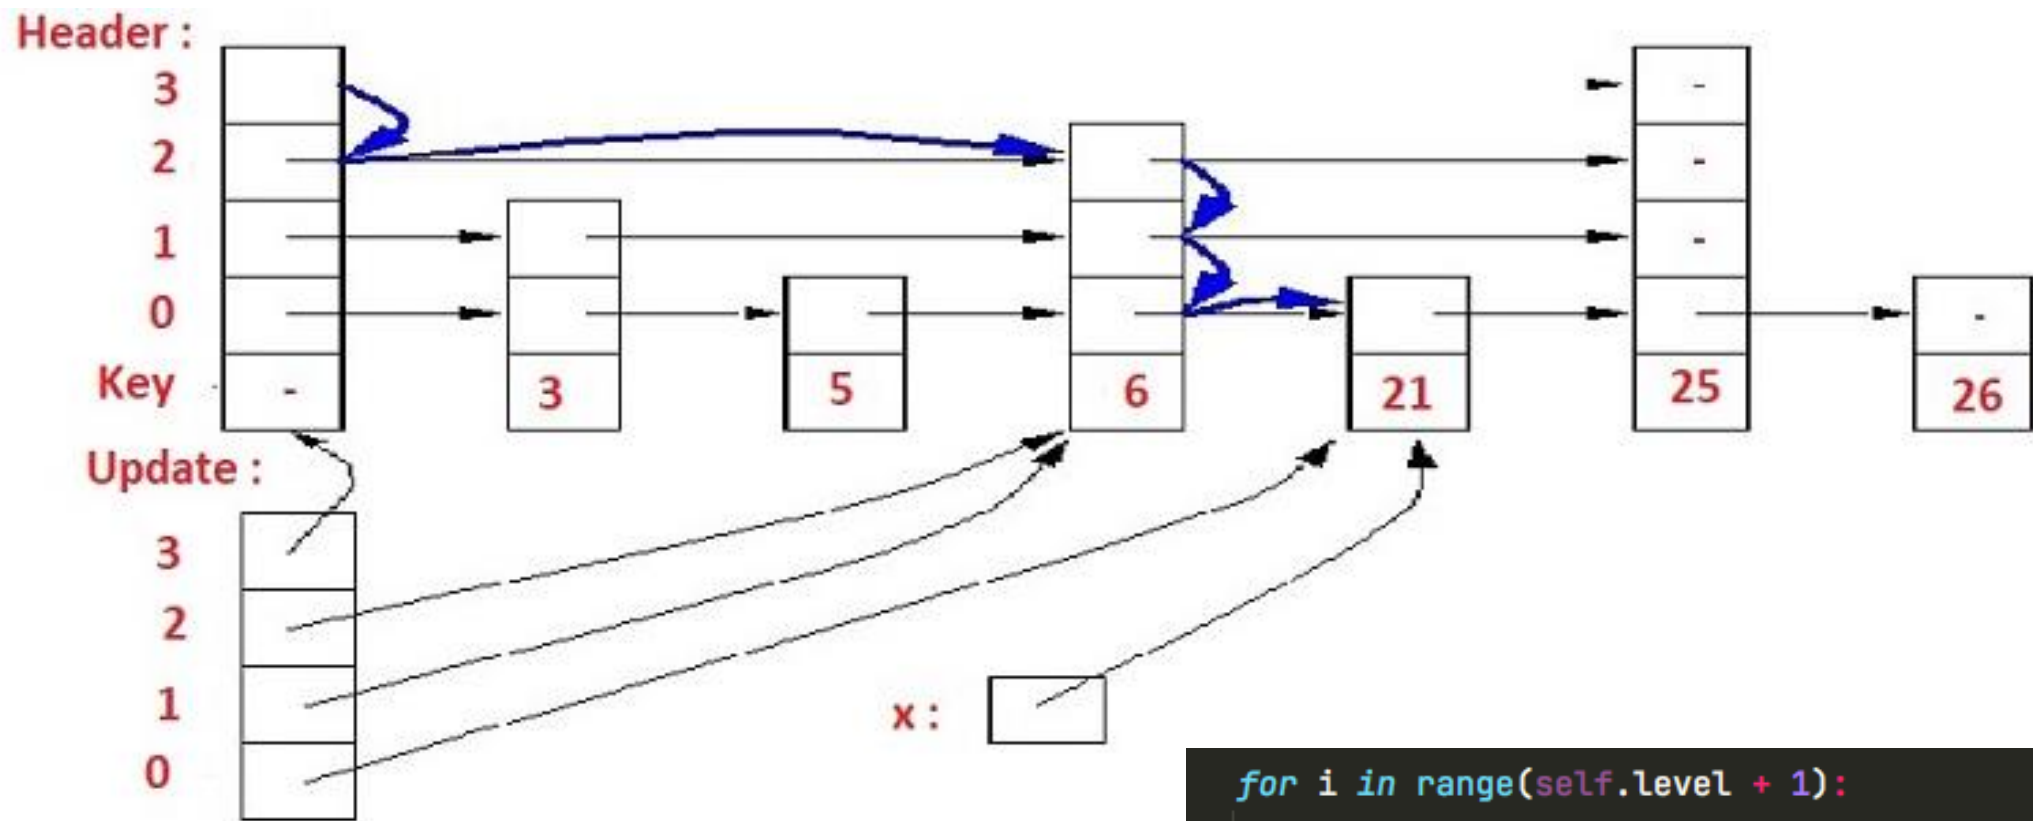 Header :
3
2
1
0
Key - 3 5 6 21 25 26
-
-
-
-
Update :
3
2
1
0
x :
for i in range(self.level + 1):